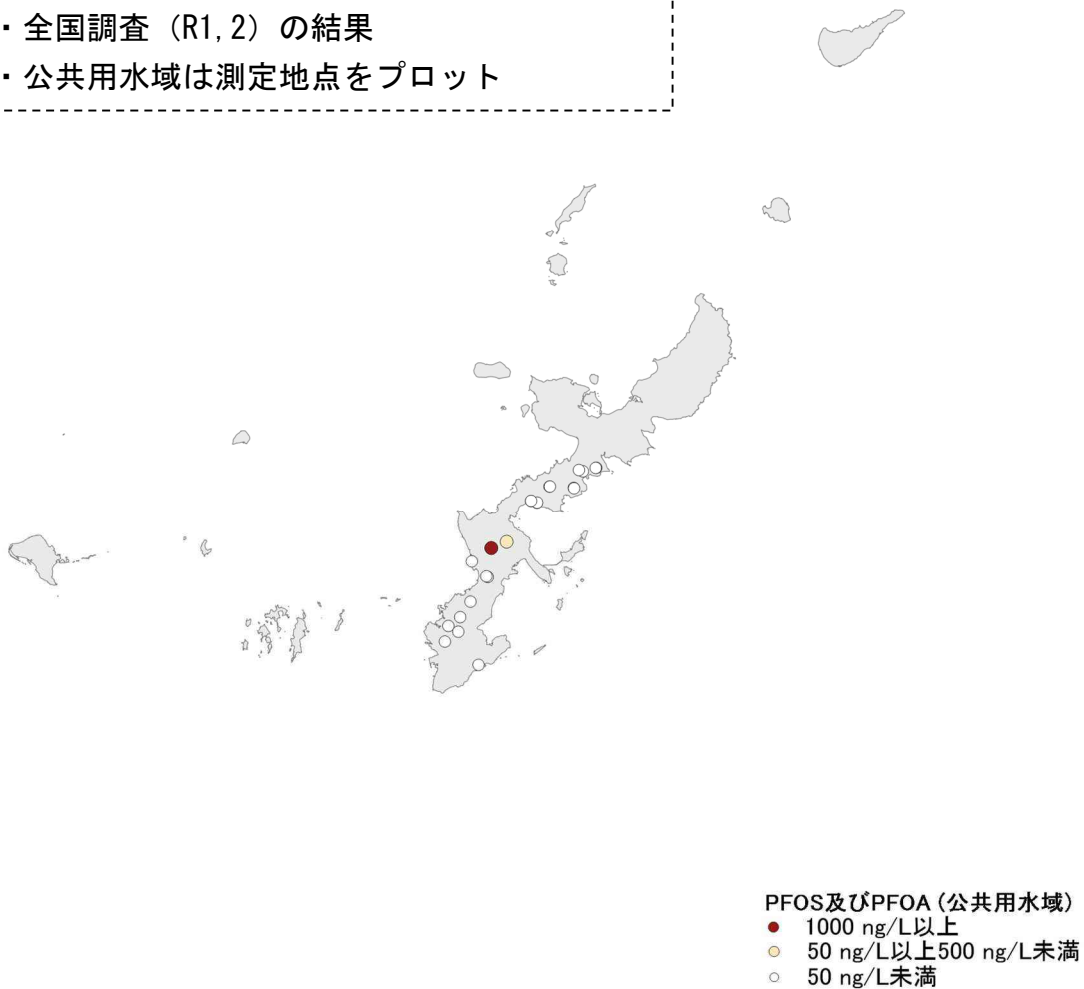 ・全国調査（R1,2）の結果
・公共用水域は測定地点をプロット
PFOS及びPFOA(公共用水域)
1000 ng/L以上
50 ng/L以上500 ng/L未満
50 ng/L未満